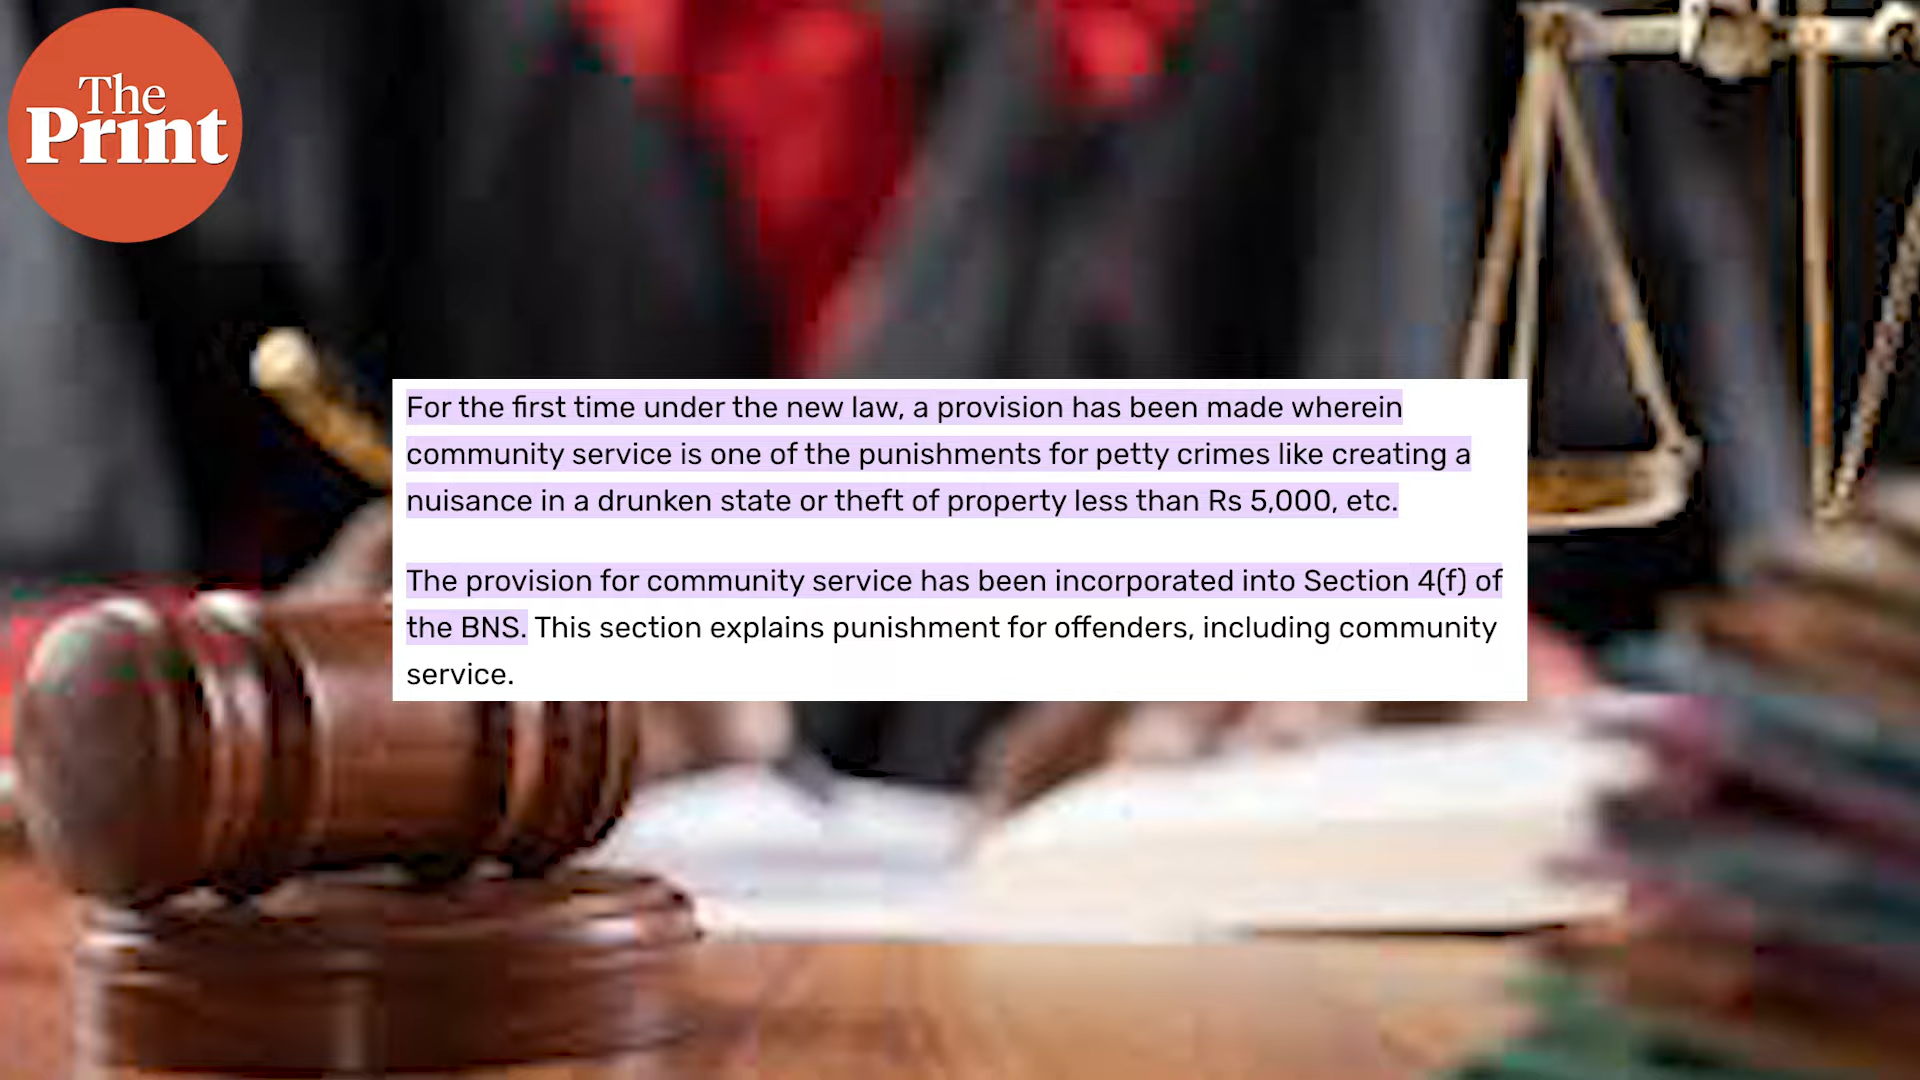 The
Print
For the first time under the new law, a provision has been made wherein
community service is one of the punishments for petty crimes like creating a
nuisance in a drunken state or theft of property less than Rs 5,000, etc.
The provision for community service has been incorporated into Section 4(f) of
the BNS. This section explains punishment for offenders, including community
service.